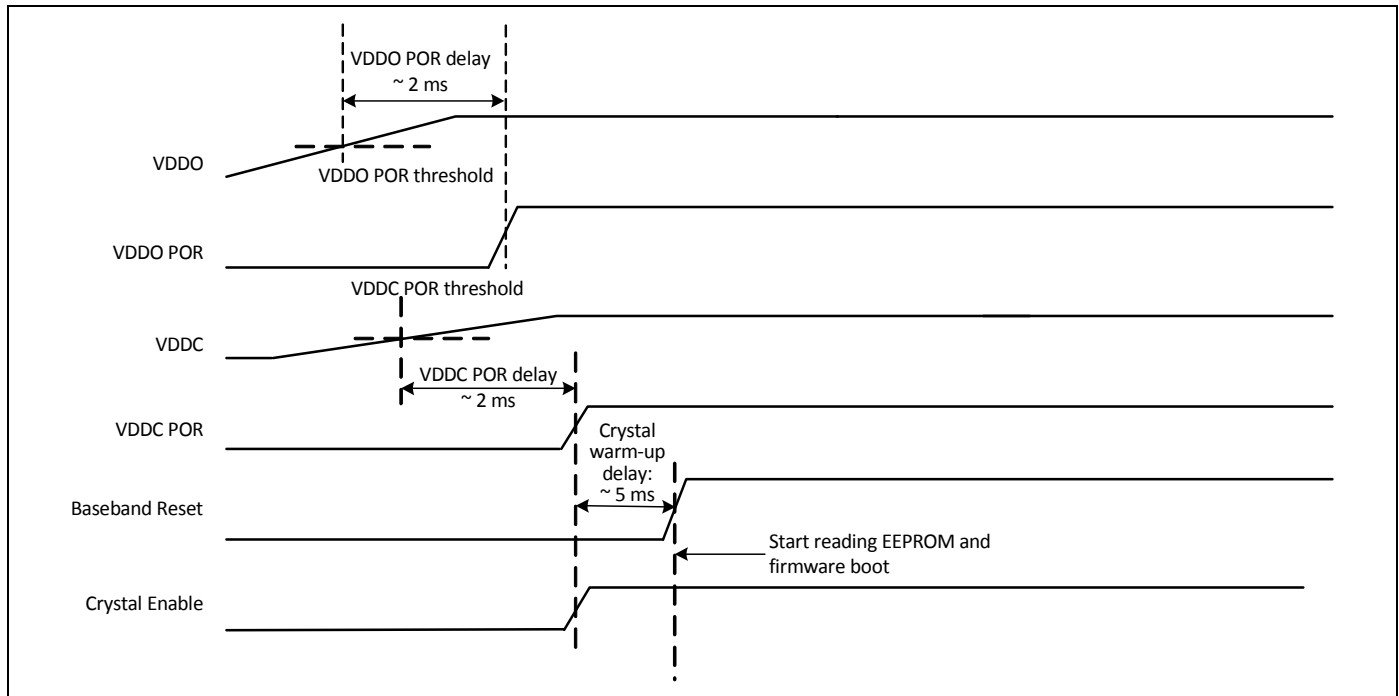 VDDO POR delay
~ 2 ms
VDDO
VDDO POR threshold
VDDO POR
VDDC POR threshold
VDDC
VDDC POR delay
~ 2 ms
VDDC POR
Crystal
warm-up
delay:
~ 5 ms
Baseband Reset
Start reading EEPROM and
firmware boot
Crystal Enable